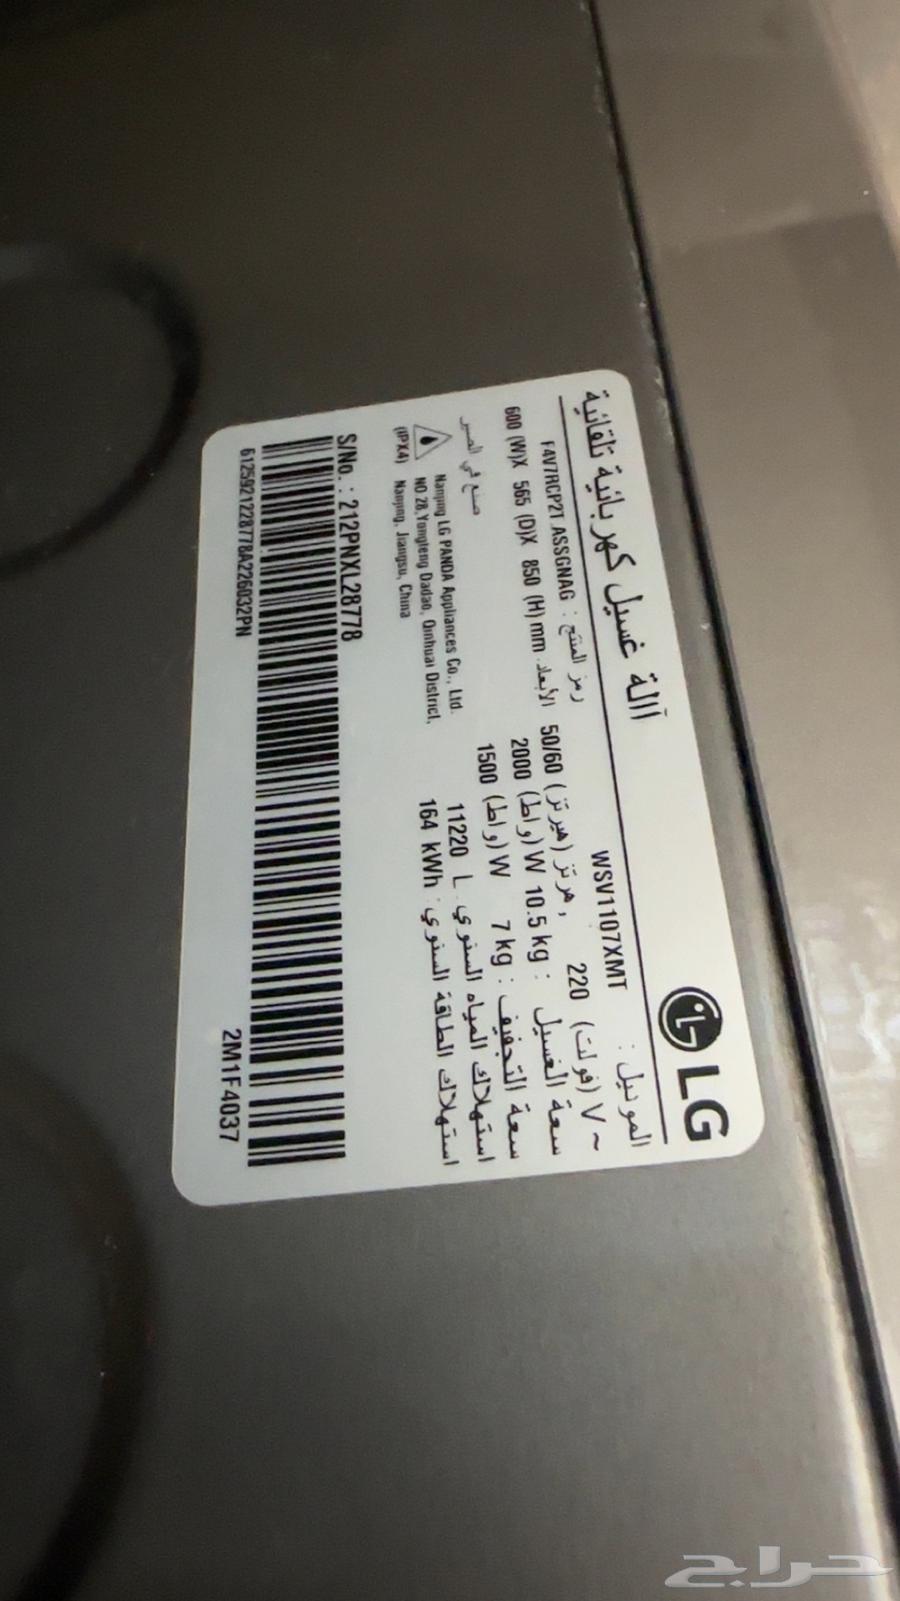 LG
آلة غسيل كهربائية تلقائية
الموديل : WSV1107XMT
رمز المنتج : F4V7RCP2T ASSGNAG
الأبعاد. 600 (W)X 565 (D)X 850 (H) mm
صنع في الصين
Nanjing LG PANDA Appliances Co., Ltd.
NO 28,Yongfeng Dadao, Qinhuai District,
Nanjing, Jiangsu, China
(IPX4)
~ V (فولت) 220 , هرتز (هيرتز) 50/60
سعة الغسيل : 10.5 kg W (واط) 2000
سعة التجفيف : 7 kg W (واط) 1500
استهلاك المياه السنوي. 11220 L
استهلاك الطاقة السنوي: 164 kWh
S/No. : 212PNXL28778
6125921228778A226032PN
2M1F4037
حراج